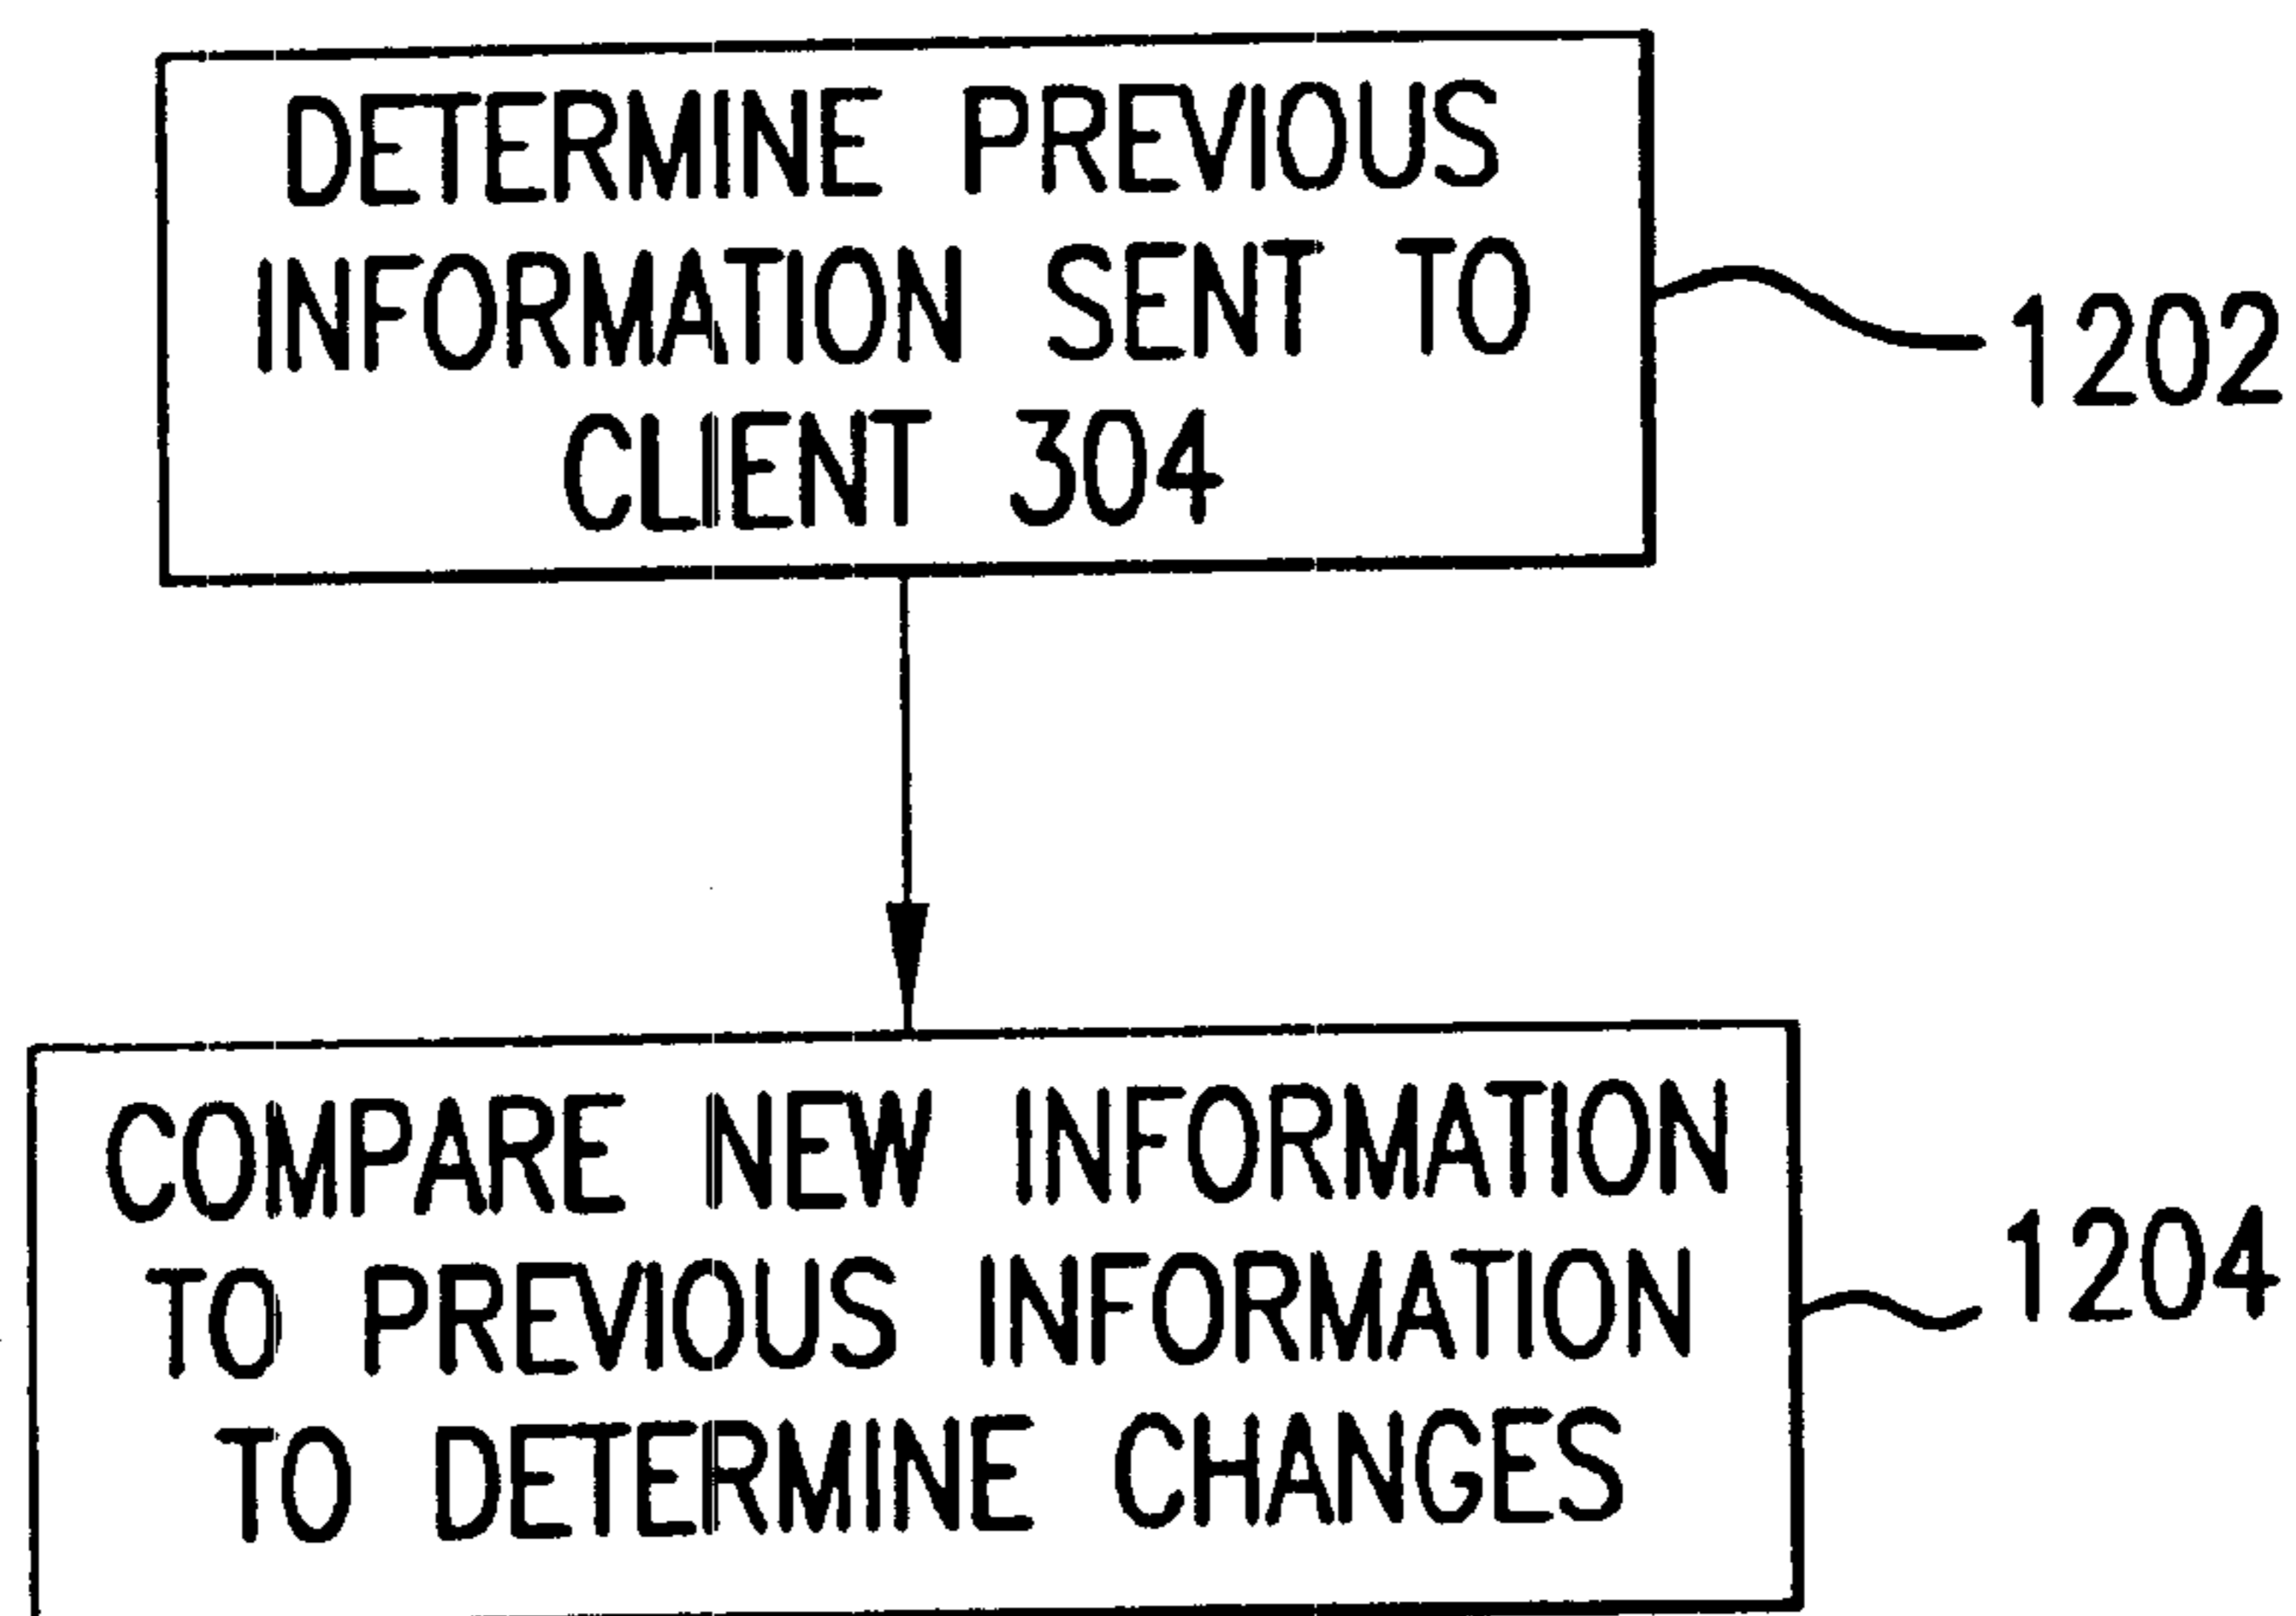 DETERMINE PREVIOUS
INFORMATION SENT TO
CLIENT 304
1202
COMPARE NEW INFORMATION
TO PREVIOUS INFORMATION
TO DETERMINE CHANGES
1204